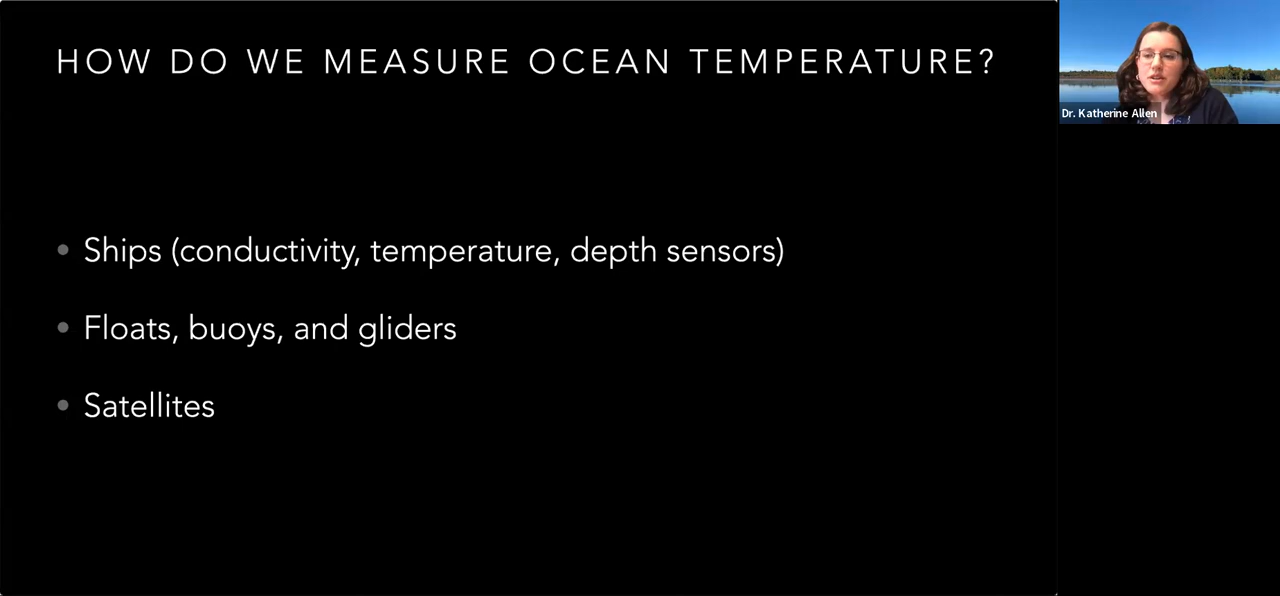 HOW DO WE MEASURE OCEAN TEMPERATURE?
Dr. Katherine Allen
• Ships (conductivity, temperature, depth sensors)
• Floats, buoys, and gliders
• Satellites